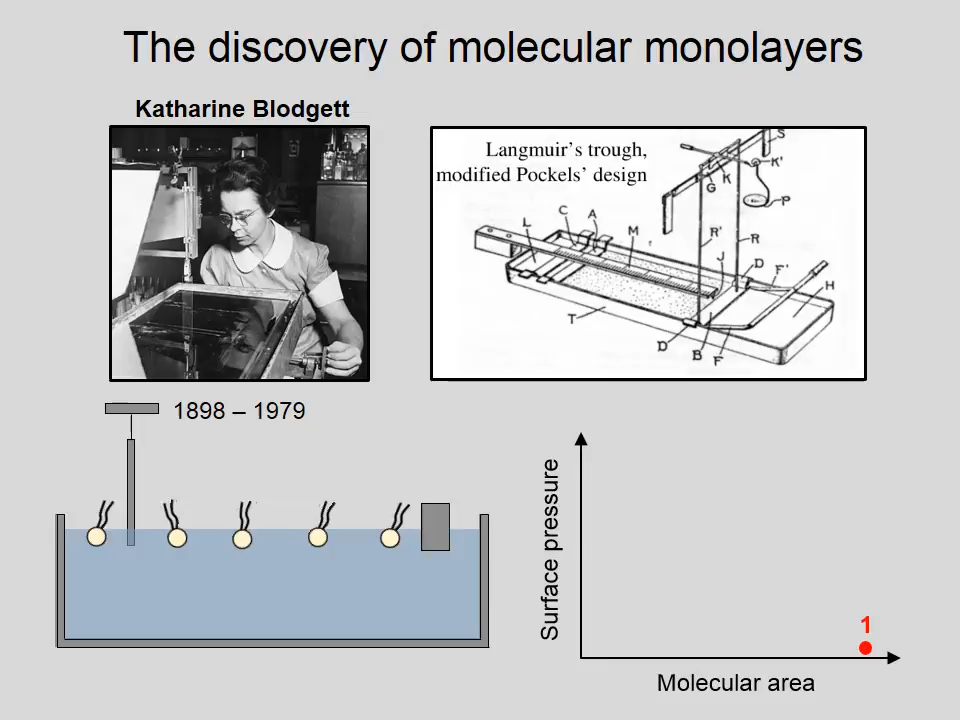 The discovery of molecular monolayers
Katharine Blodgett
Langmuir's trough,
modified Pockels' design
S
K'
K
G
P
C
A
L
M
R'
R
J
D
F'
H
T
D
B
F
1898 – 1979
Surface pressure
1
Molecular area